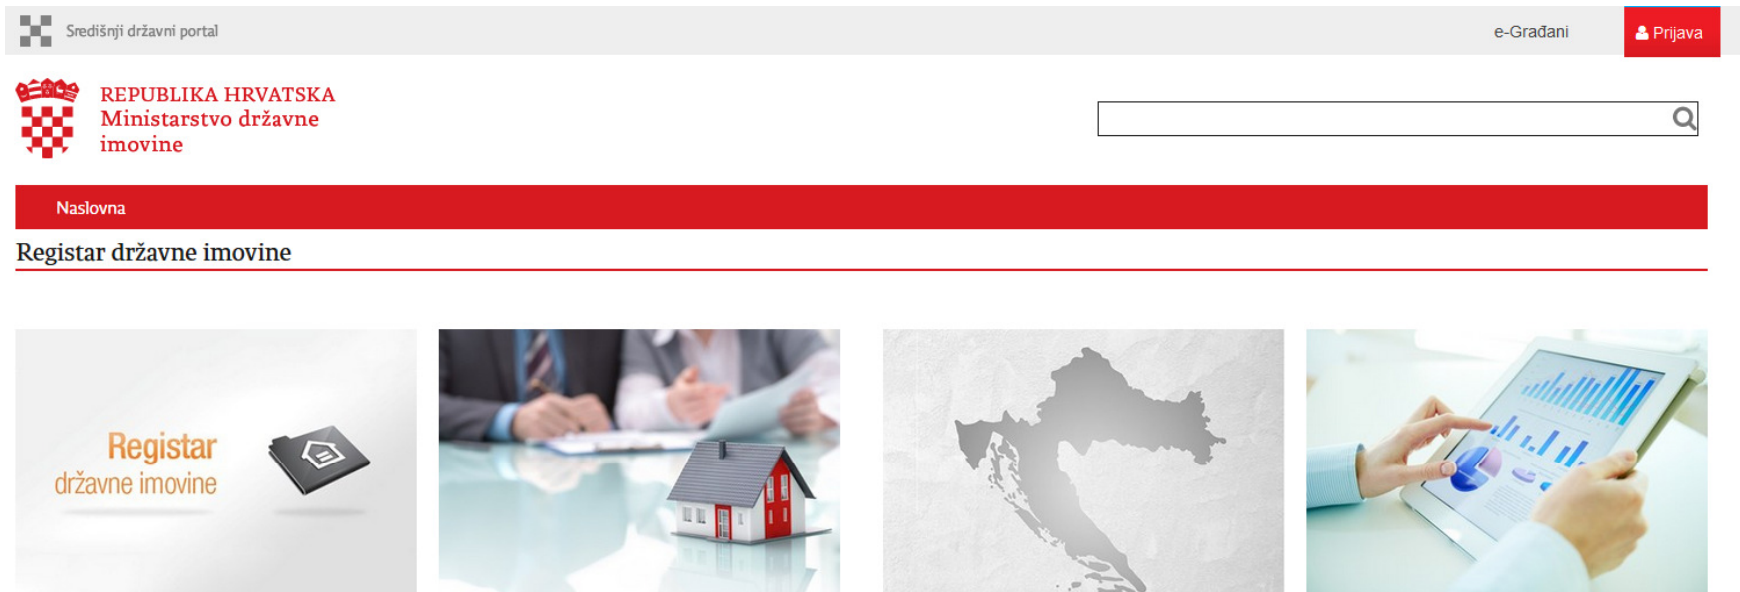 Središnji državni portal
e-Građani
Prijava
REPUBLIKA HRVATSKA
Ministarstvo državne
imovine
Naslovna
Registar državne imovine
Registar
državne imovine